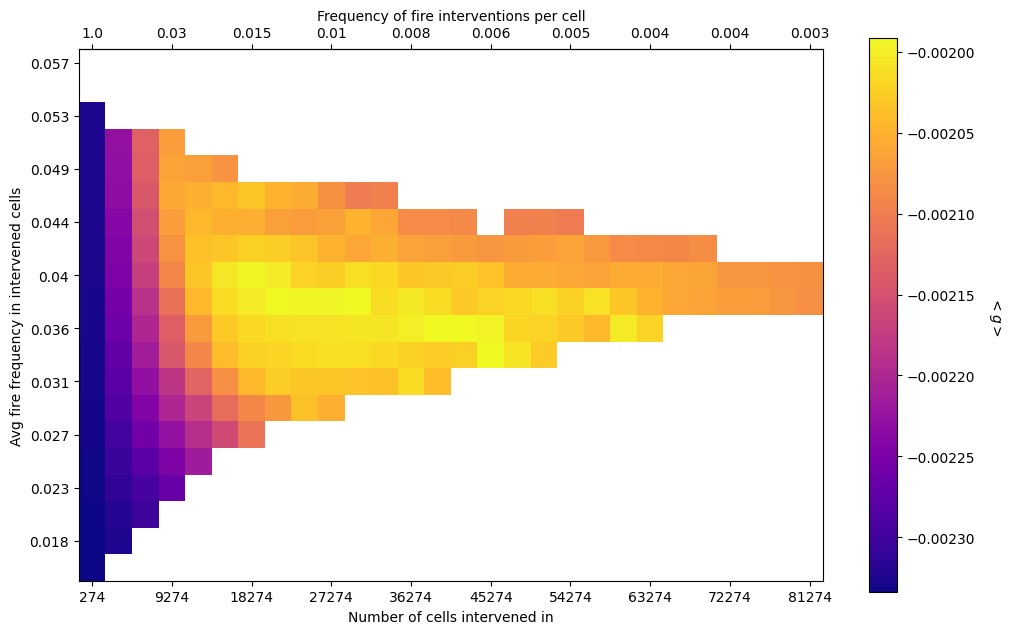 Frequency of fire interventions per cell
1.0 0.03 0.015 0.01 0.008 0.006 0.005 0.004 0.004 0.003
Avg fire frequency in intervened cells
0.057
0.053
0.049
0.044
0.04
0.036
0.031
0.027
0.023
0.018
274 9274 18274 27274 36274 45274 54274 63274 72274 81274
Number of cells intervened in
−0.00200
−0.00205
−0.00210
−0.00215
−0.00220
−0.00225
−0.00230
< g >